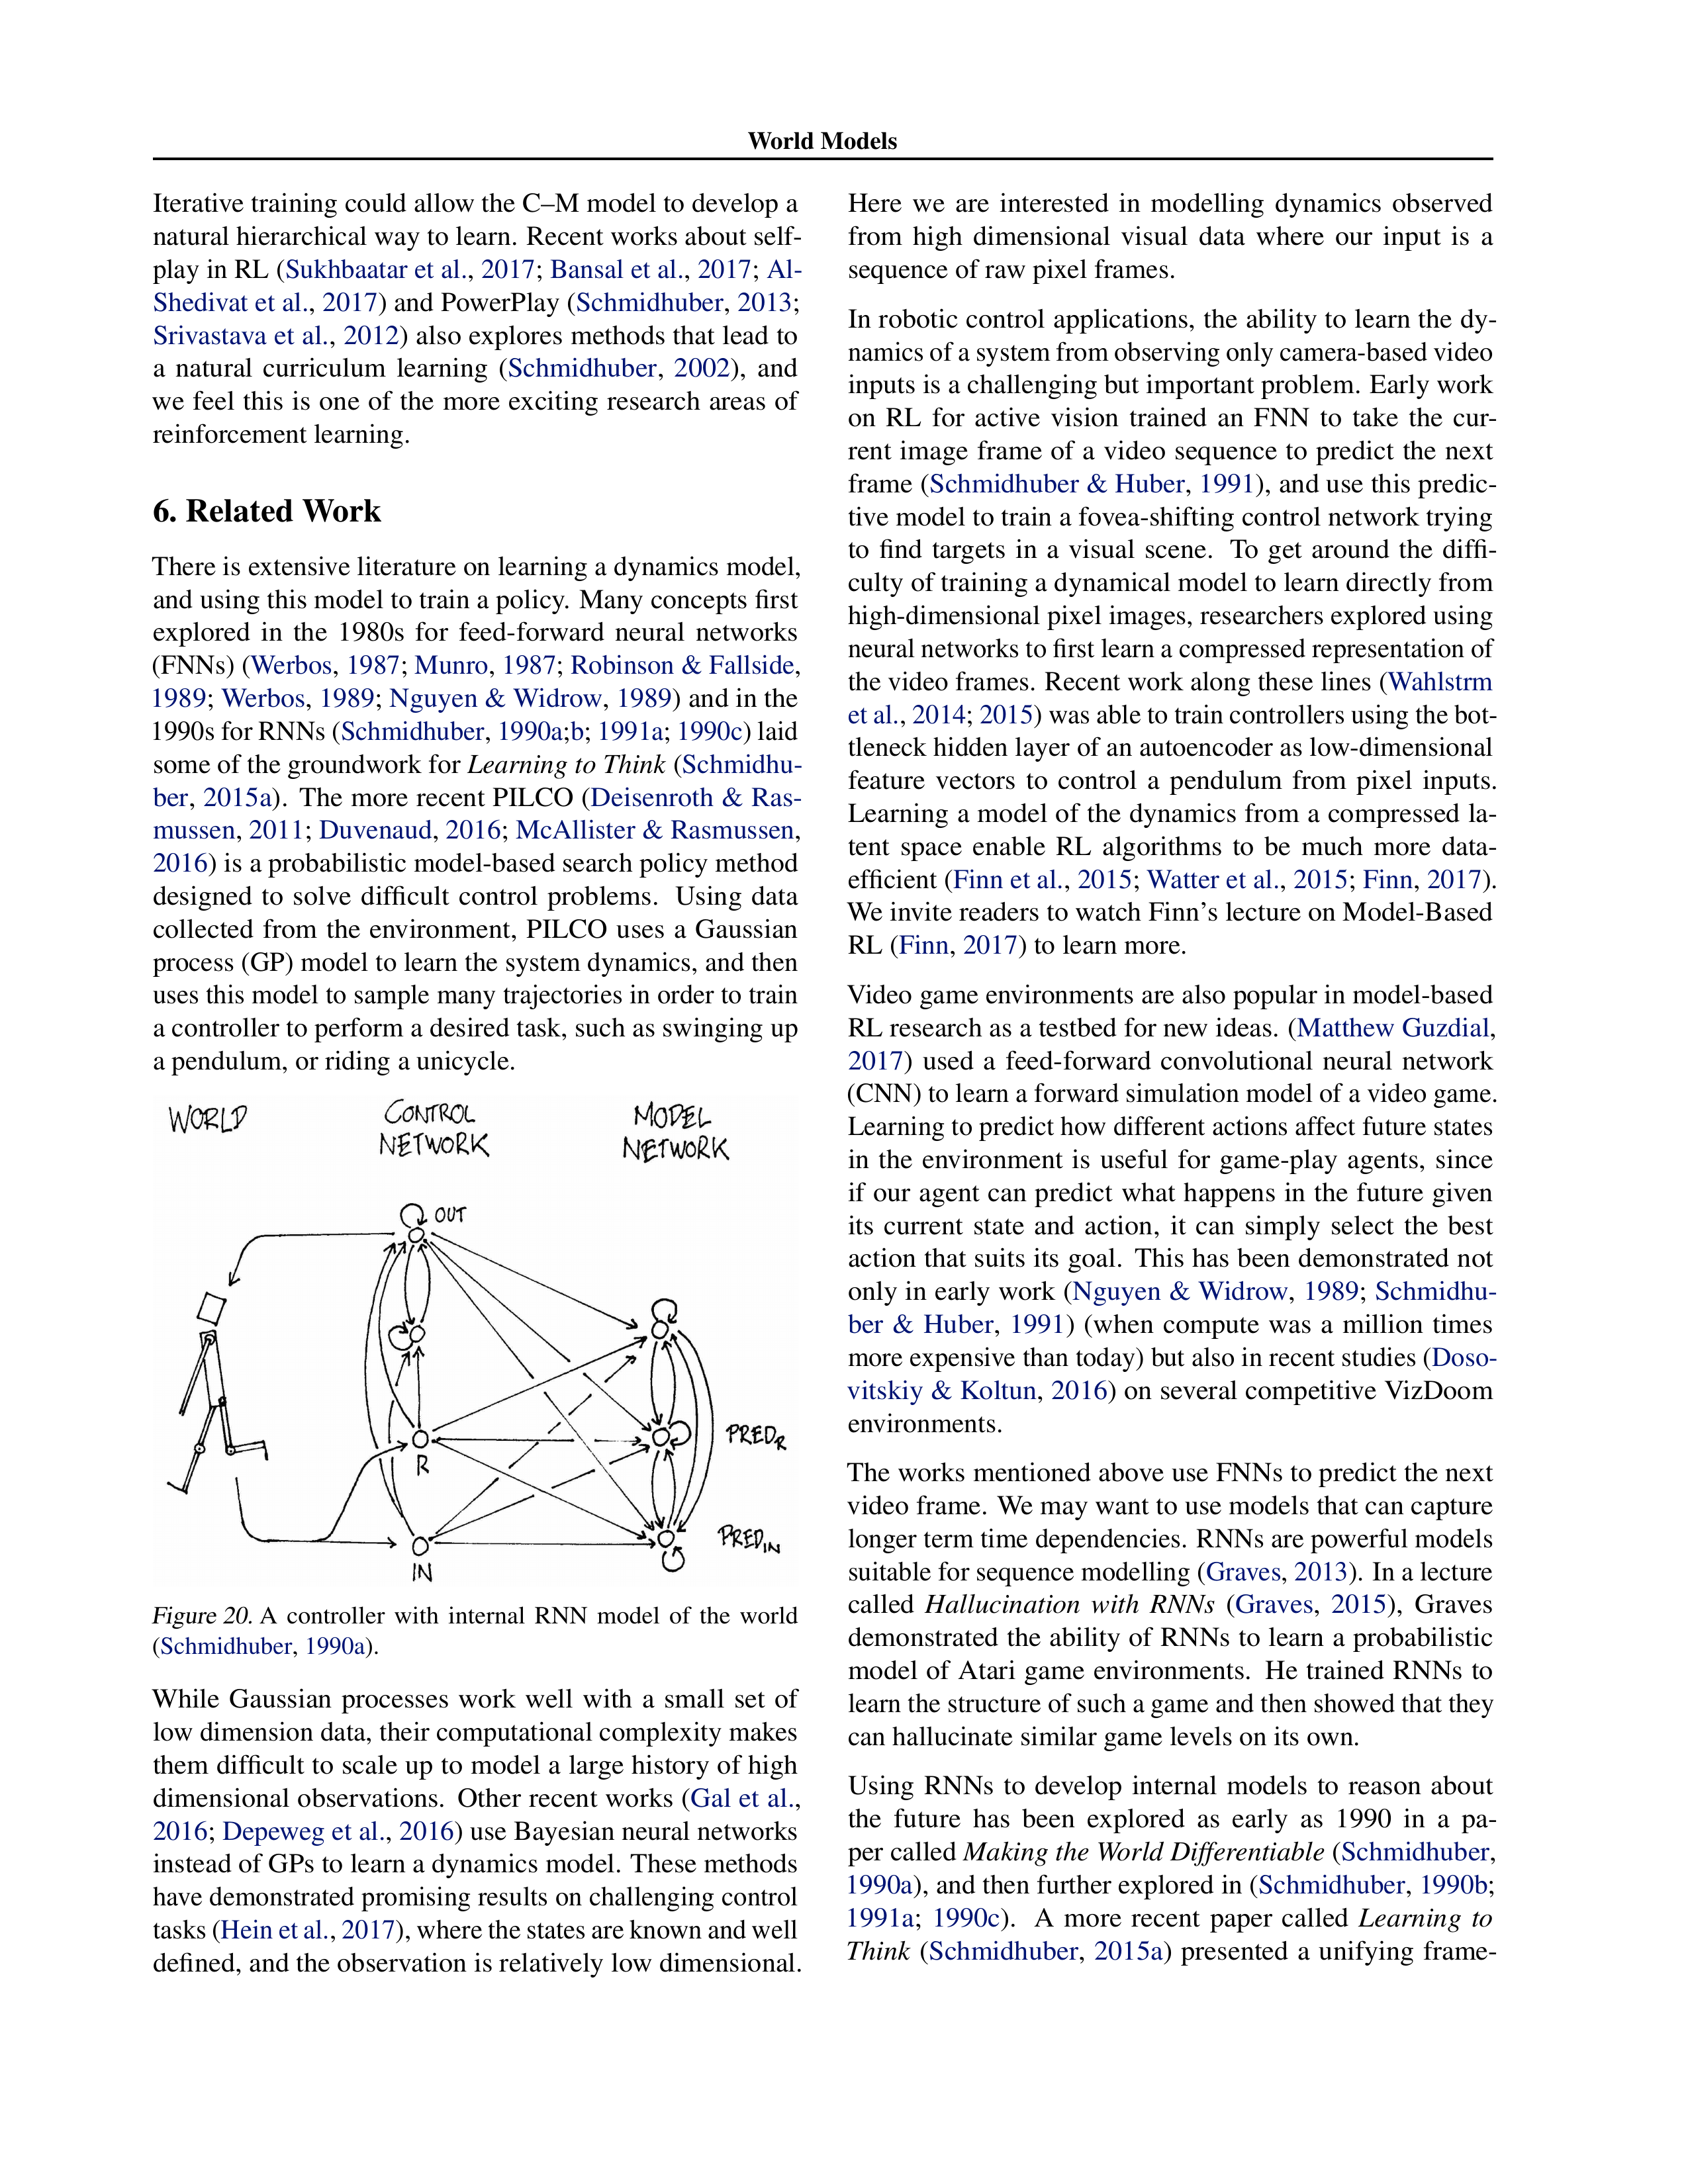 World Models
Iterative training could allow the C–M model to develop a
natural hierarchical way to learn. Recent works about self-
play in RL (Sukhbaatar et al., 2017; Bansal et al., 2017; Al-
Shedivat et al., 2017) and PowerPlay (Schmidhuber, 2013;
Srivastava et al., 2012) also explores methods that lead to
a natural curriculum learning (Schmidhuber, 2002), and
we feel this is one of the more exciting research areas of
reinforcement learning.
6. Related Work
There is extensive literature on learning a dynamics model,
and using this model to train a policy. Many concepts first
explored in the 1980s for feed-forward neural networks
(FNNs) (Werbos, 1987; Munro, 1987; Robinson & Fallside,
1989; Werbos, 1989; Nguyen & Widrow, 1989) and in the
1990s for RNNs (Schmidhuber, 1990a;b; 1991a; 1990c) laid
some of the groundwork for Learning to Think (Schmidhu-
ber, 2015a). The more recent PILCO (Deisenroth & Ras-
mussen, 2011; Duvenaud, 2016; McAllister & Rasmussen,
2016) is a probabilistic model-based search policy method
designed to solve difficult control problems. Using data
collected from the environment, PILCO uses a Gaussian
process (GP) model to learn the system dynamics, and then
uses this model to sample many trajectories in order to train
a controller to perform a desired task, such as swinging up
a pendulum, or riding a unicycle.
WORLD
CONTROL
NETWORK
MODEL
NETWORK
OUT
R
IN
PREDR
PREDIN
Figure 20. A controller with internal RNN model of the world
(Schmidhuber, 1990a).
While Gaussian processes work well with a small set of
low dimension data, their computational complexity makes
them difficult to scale up to model a large history of high
dimensional observations. Other recent works (Gal et al.,
2016; Depeweg et al., 2016) use Bayesian neural networks
instead of GPs to learn a dynamics model. These methods
have demonstrated promising results on challenging control
tasks (Hein et al., 2017), where the states are known and well
defined, and the observation is relatively low dimensional.
Here we are interested in modelling dynamics observed
from high dimensional visual data where our input is a
sequence of raw pixel frames.
In robotic control applications, the ability to learn the dy-
namics of a system from observing only camera-based video
inputs is a challenging but important problem. Early work
on RL for active vision trained an FNN to take the cur-
rent image frame of a video sequence to predict the next
frame (Schmidhuber & Huber, 1991), and use this predic-
tive model to train a fovea-shifting control network trying
to find targets in a visual scene. To get around the diffi-
culty of training a dynamical model to learn directly from
high-dimensional pixel images, researchers explored using
neural networks to first learn a compressed representation of
the video frames. Recent work along these lines (Wahlstrm
et al., 2014; 2015) was able to train controllers using the bot-
tleneck hidden layer of an autoencoder as low-dimensional
feature vectors to control a pendulum from pixel inputs.
Learning a model of the dynamics from a compressed la-
tent space enable RL algorithms to be much more data-
efficient (Finn et al., 2015; Watter et al., 2015; Finn, 2017).
We invite readers to watch Finn's lecture on Model-Based
RL (Finn, 2017) to learn more.
Video game environments are also popular in model-based
RL research as a testbed for new ideas. (Matthew Guzdial,
2017) used a feed-forward convolutional neural network
(CNN) to learn a forward simulation model of a video game.
Learning to predict how different actions affect future states
in the environment is useful for game-play agents, since
if our agent can predict what happens in the future given
its current state and action, it can simply select the best
action that suits its goal. This has been demonstrated not
only in early work (Nguyen & Widrow, 1989; Schmidhu-
ber & Huber, 1991) (when compute was a million times
more expensive than today) but also in recent studies (Doso-
vitskiy & Koltun, 2016) on several competitive VizDoom
environments.
The works mentioned above use FNNs to predict the next
video frame. We may want to use models that can capture
longer term time dependencies. RNNs are powerful models
suitable for sequence modelling (Graves, 2013). In a lecture
called Hallucination with RNNs (Graves, 2015), Graves
demonstrated the ability of RNNs to learn a probabilistic
model of Atari game environments. He trained RNNs to
learn the structure of such a game and then showed that they
can hallucinate similar game levels on its own.
Using RNNs to develop internal models to reason about
the future has been explored as early as 1990 in a pa-
per called Making the World Differentiable (Schmidhuber,
1990a), and then further explored in (Schmidhuber, 1990b;
1991a; 1990c). A more recent paper called Learning to
Think (Schmidhuber, 2015a) presented a unifying frame-